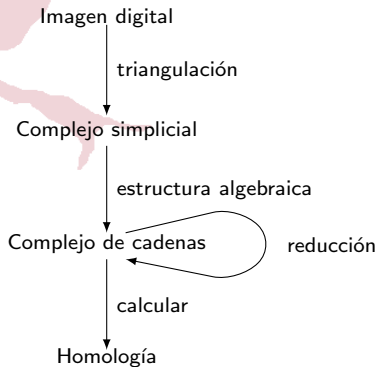 Imagen digital
triangulación
Complejo simplicial
estructura algebraica
Complejo de cadenas
reducción
calcular
Homología